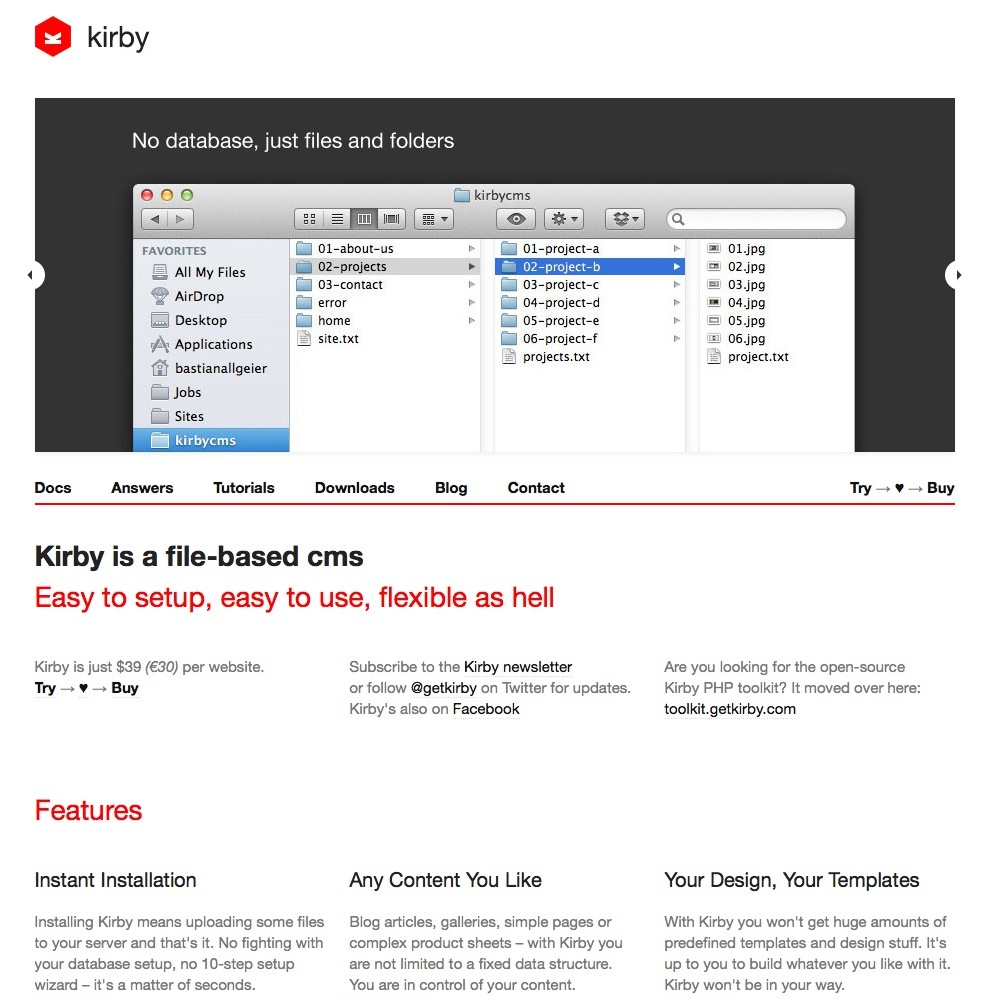 kirby
No database, just files and folders
kirbycms
FAVORITES
All My Files
AirDrop
Desktop
Applications
bastianallgeier
Jobs
Sites
kirbycms
01-about-us
02-projects
03-contact
error
home
site.txt
01-project-a
02-project-b
03-project-c
04-project-d
05-project-e
06-project-f
projects.txt
01.jpg
02.jpg
03.jpg
04.jpg
05.jpg
06.jpg
project.txt
Docs Answers Tutorials Downloads Blog Contact Try → ♥ → Buy
Kirby is a file-based cms
Easy to setup, easy to use, flexible as hell
Kirby is just $39 (€30) per website.
Try → ♥ → Buy
Subscribe to the Kirby newsletter
or follow @getkirby on Twitter for updates.
Kirby's also on Facebook
Are you looking for the open-source
Kirby PHP toolkit? It moved over here:
toolkit.getkirby.com
Features
Instant Installation
Installing Kirby means uploading some files
to your server and that's it. No fighting with
your database setup, no 10-step setup
wizard – it's a matter of seconds.
Any Content You Like
Blog articles, galleries, simple pages or
complex product sheets – with Kirby you
are not limited to a fixed data structure.
You are in control of your content.
Your Design, Your Templates
With Kirby you won't get huge amounts of
predefined templates and design stuff. It's
up to you to build whatever you like with it.
Kirby won't be in your way.